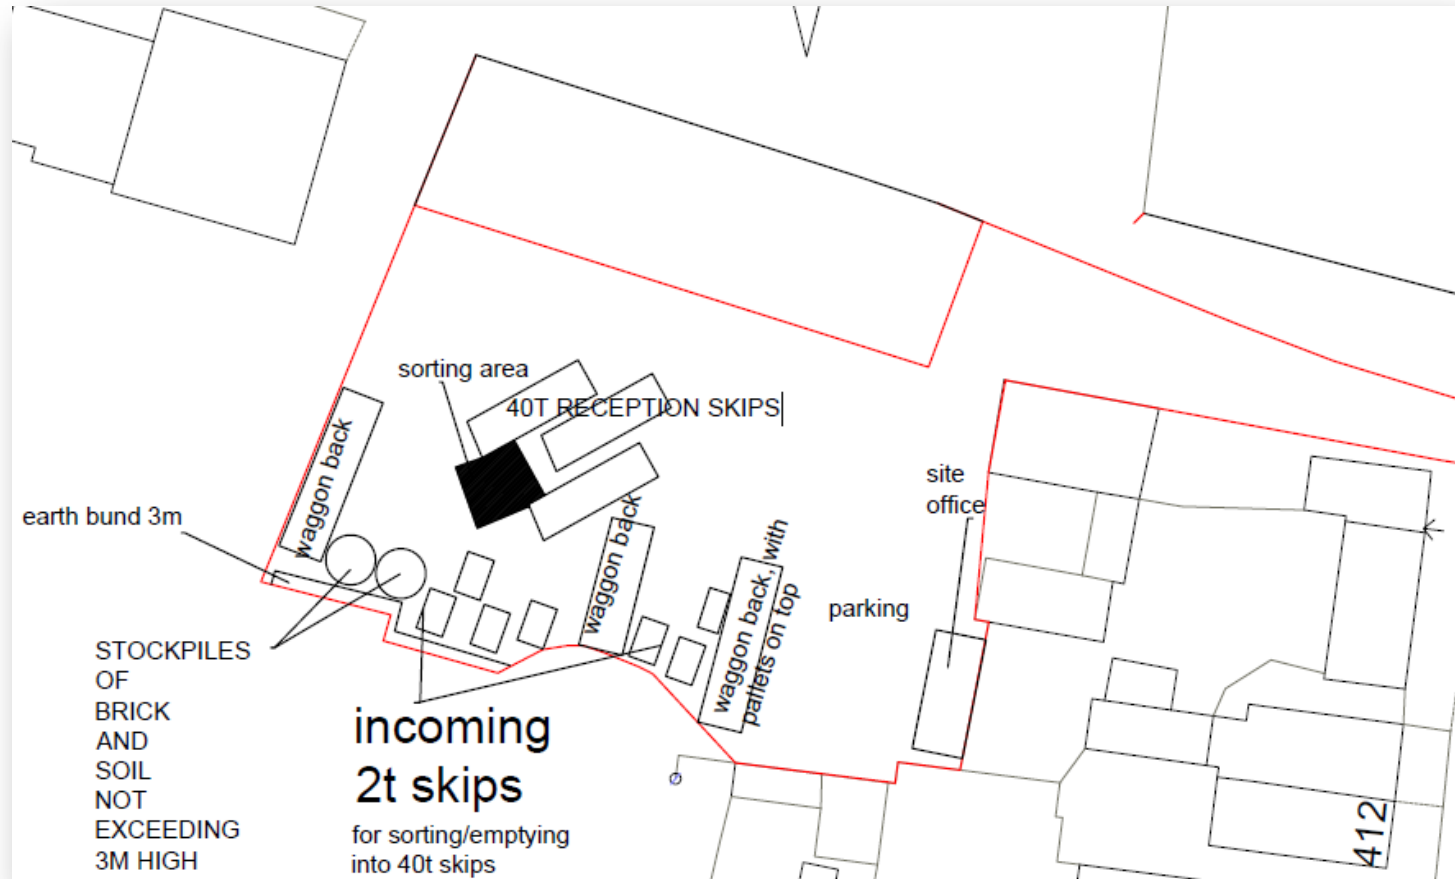 sorting area
40T RECEPTION SKIPS
waggon back
earth bund 3m
site
office
waggon back
waggon back, with
pallets on top
parking
STOCKPILES
OF
BRICK
AND
SOIL
NOT
EXCEEDING
3M HIGH
incoming
2t skips
for sorting/emptying
into 40t skips
412